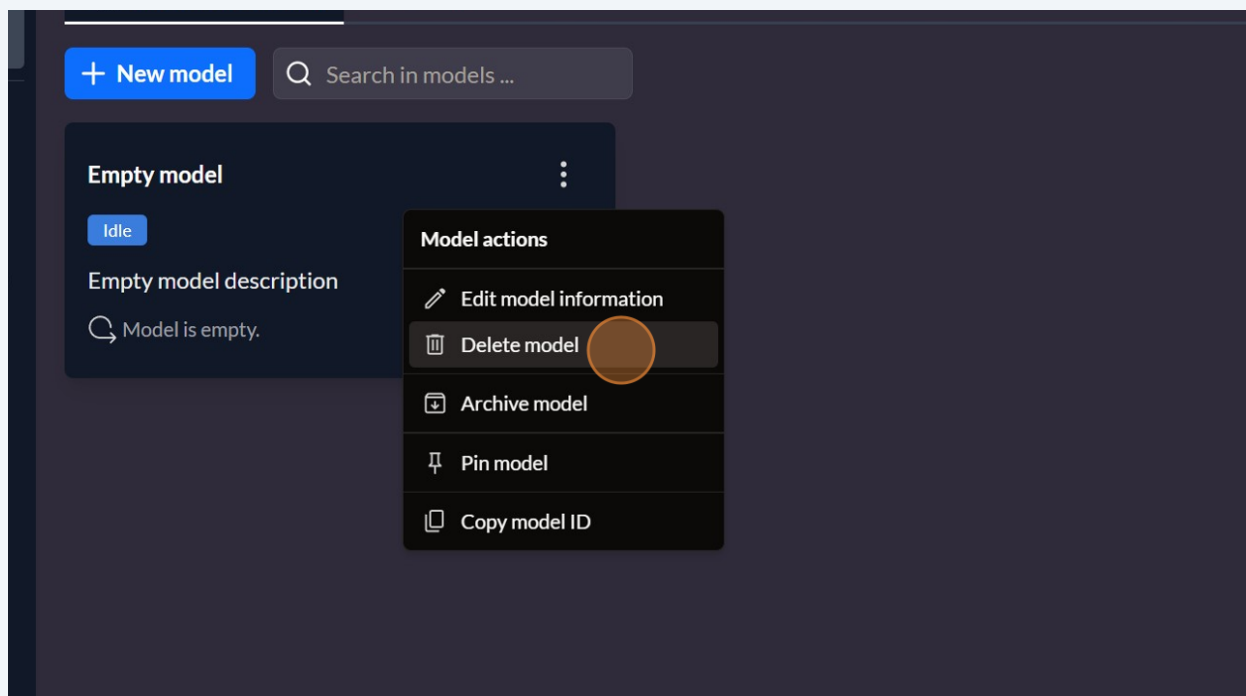 New model
Search in models ...
Empty model
Idle
Empty model description
Model is empty.
Model actions
Edit model information
Delete model
Archive model
Pin model
Copy model ID